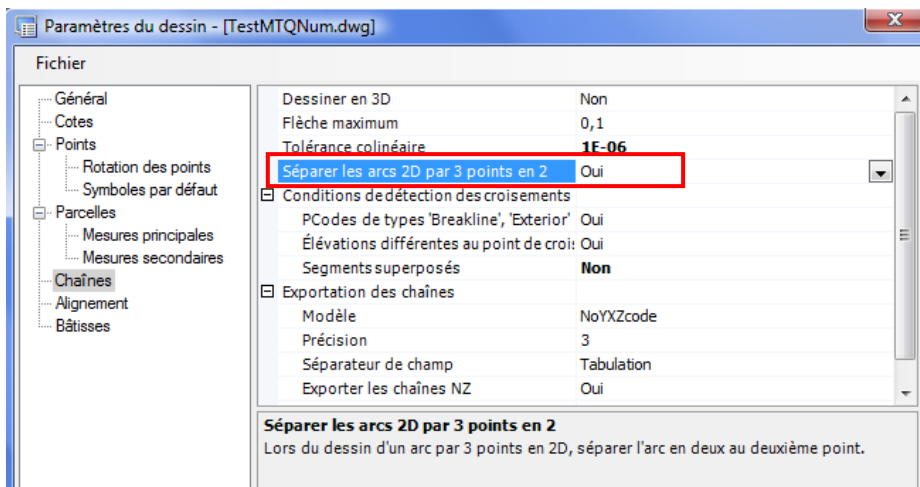 Paramètres du dessin - [TestMTQNum.dwg]
Fichier
Général
Cotes
Points
Rotation des points
Symboles par défaut
Parcelles
Mesures principales
Mesures secondaires
Chaînes
Alignement
Bâtisses
Dessiner en 3D Non
Flèche maximum 0,1
Tolérance colinéaire 1E-06
Séparer les arcs 2D par 3 points en 2 Oui
Conditions de détection des croisements
PCodes de types 'Breakline', 'Exterior' Oui
Élévations différentes au point de crois Oui
Segments superposés Non
Exportation des chaînes
Modèle NoYXZcode
Précision 3
Séparateur de champ Tabulation
Exporter les chaînes NZ Oui
Séparer les arcs 2D par 3 points en 2
Lors du dessin d'un arc par 3 points en 2D, séparer l'arc en deux au deuxième point.